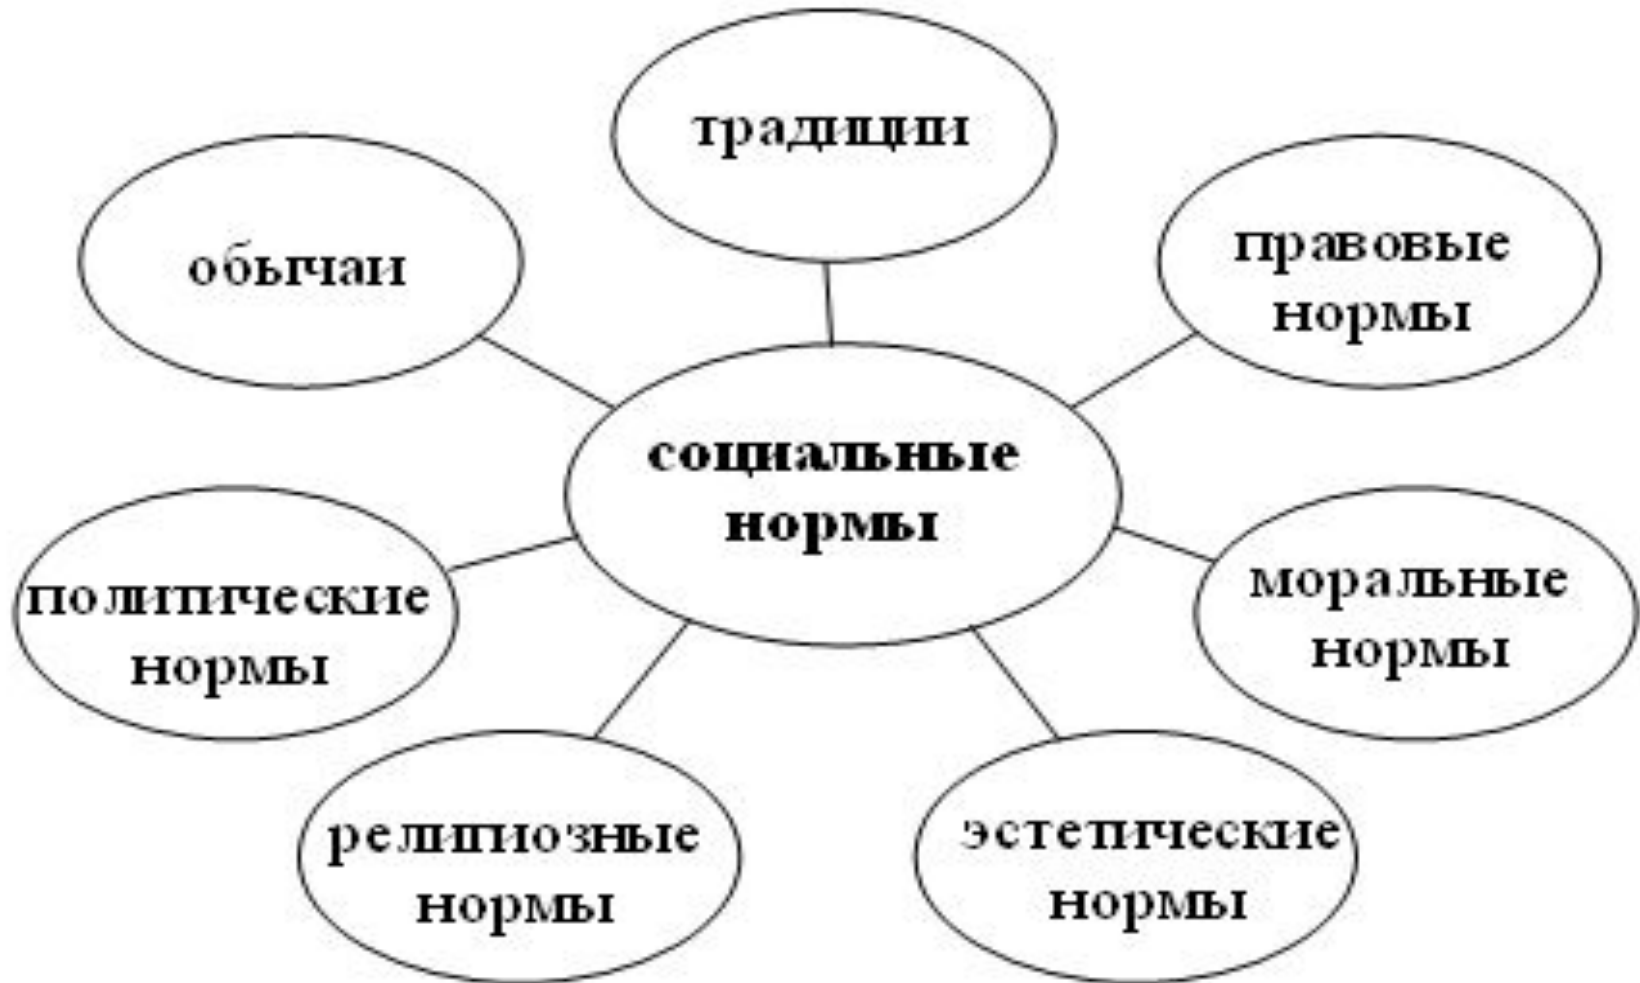 традиции
обычаи
правовые
нормы
социальные
нормы
политические
нормы
моральные
нормы
религиозные
нормы
эстетические
нормы